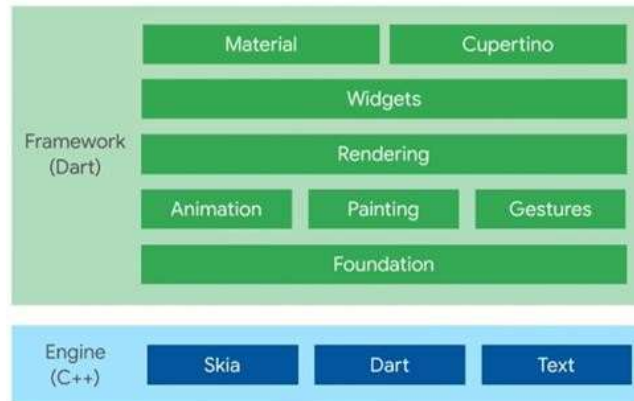 Material
Cupertino
Widgets
Framework
(Dart)
Rendering
Animation
Painting
Gestures
Foundation
Engine
(C++)
Skia
Dart
Text